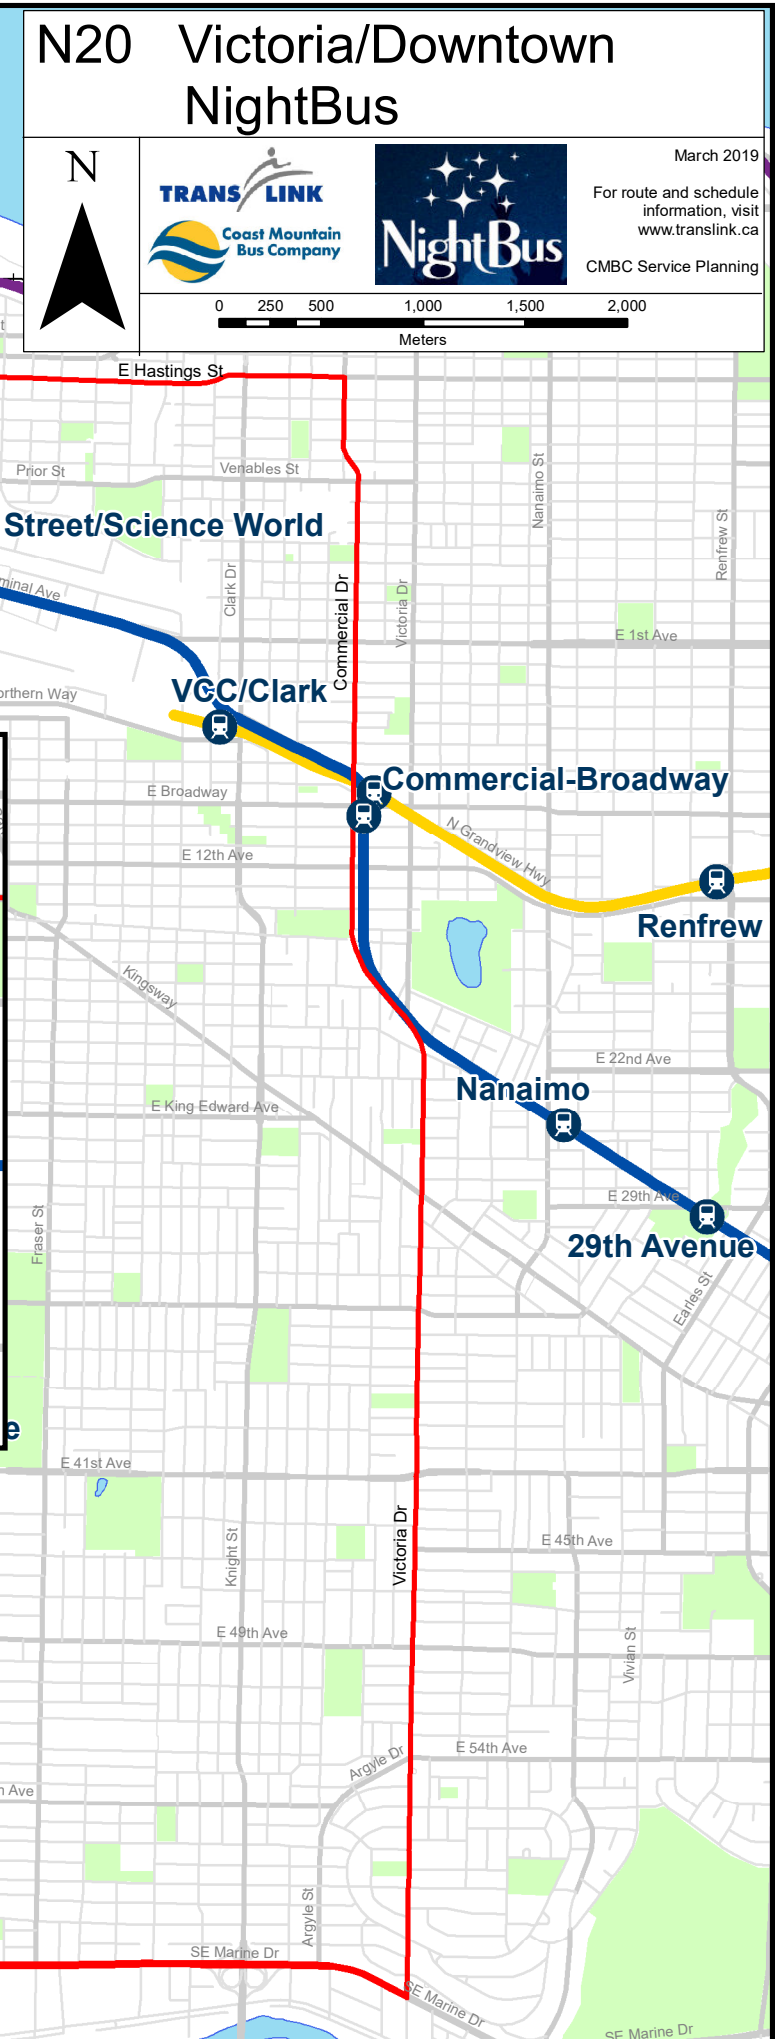 N20 Victoria/Downtown
NightBus
N
TRANS LINK
Coast Mountain
Bus Company
NightBus
March 2019
For route and schedule
information, visit
www.translink.ca
CMBC Service Planning
0 250 500 1,000 1,500 2,000
Meters
E Hastings St
Nanaimo St
Prior St
Venables St
Renfrew St
Street/Science World
Clark Dr
Commercial Dr
Victoria Dr
minal Ave
E 1st Ave
VCC/Clark
orthern Way
Commercial-Broadway
E Broadway
N Grandview Hwy
E 12th Ave
Renfrew
Kingsway
E 22nd Ave
Nanaimo
E King Edward Ave
E 29th Ave
Fraser St
29th Avenue
Earles St
e
E 41st Ave
Victoria Dr
Knight St
E 45th Ave
E 49th Ave
Vivian St
E 54th Ave
Argyle Dr
h Ave
Argyle St
SE Marine Dr
SE Marine Dr
SE Marine Dr